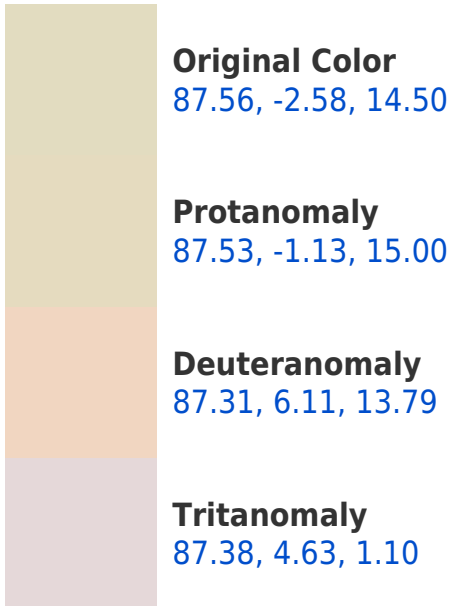 Original Color
87.56, -2.58, 14.50
Protanomaly
87.53, -1.13, 15.00
Deuteranomaly
87.31, 6.11, 13.79
Tritanomaly
87.38, 4.63, 1.10